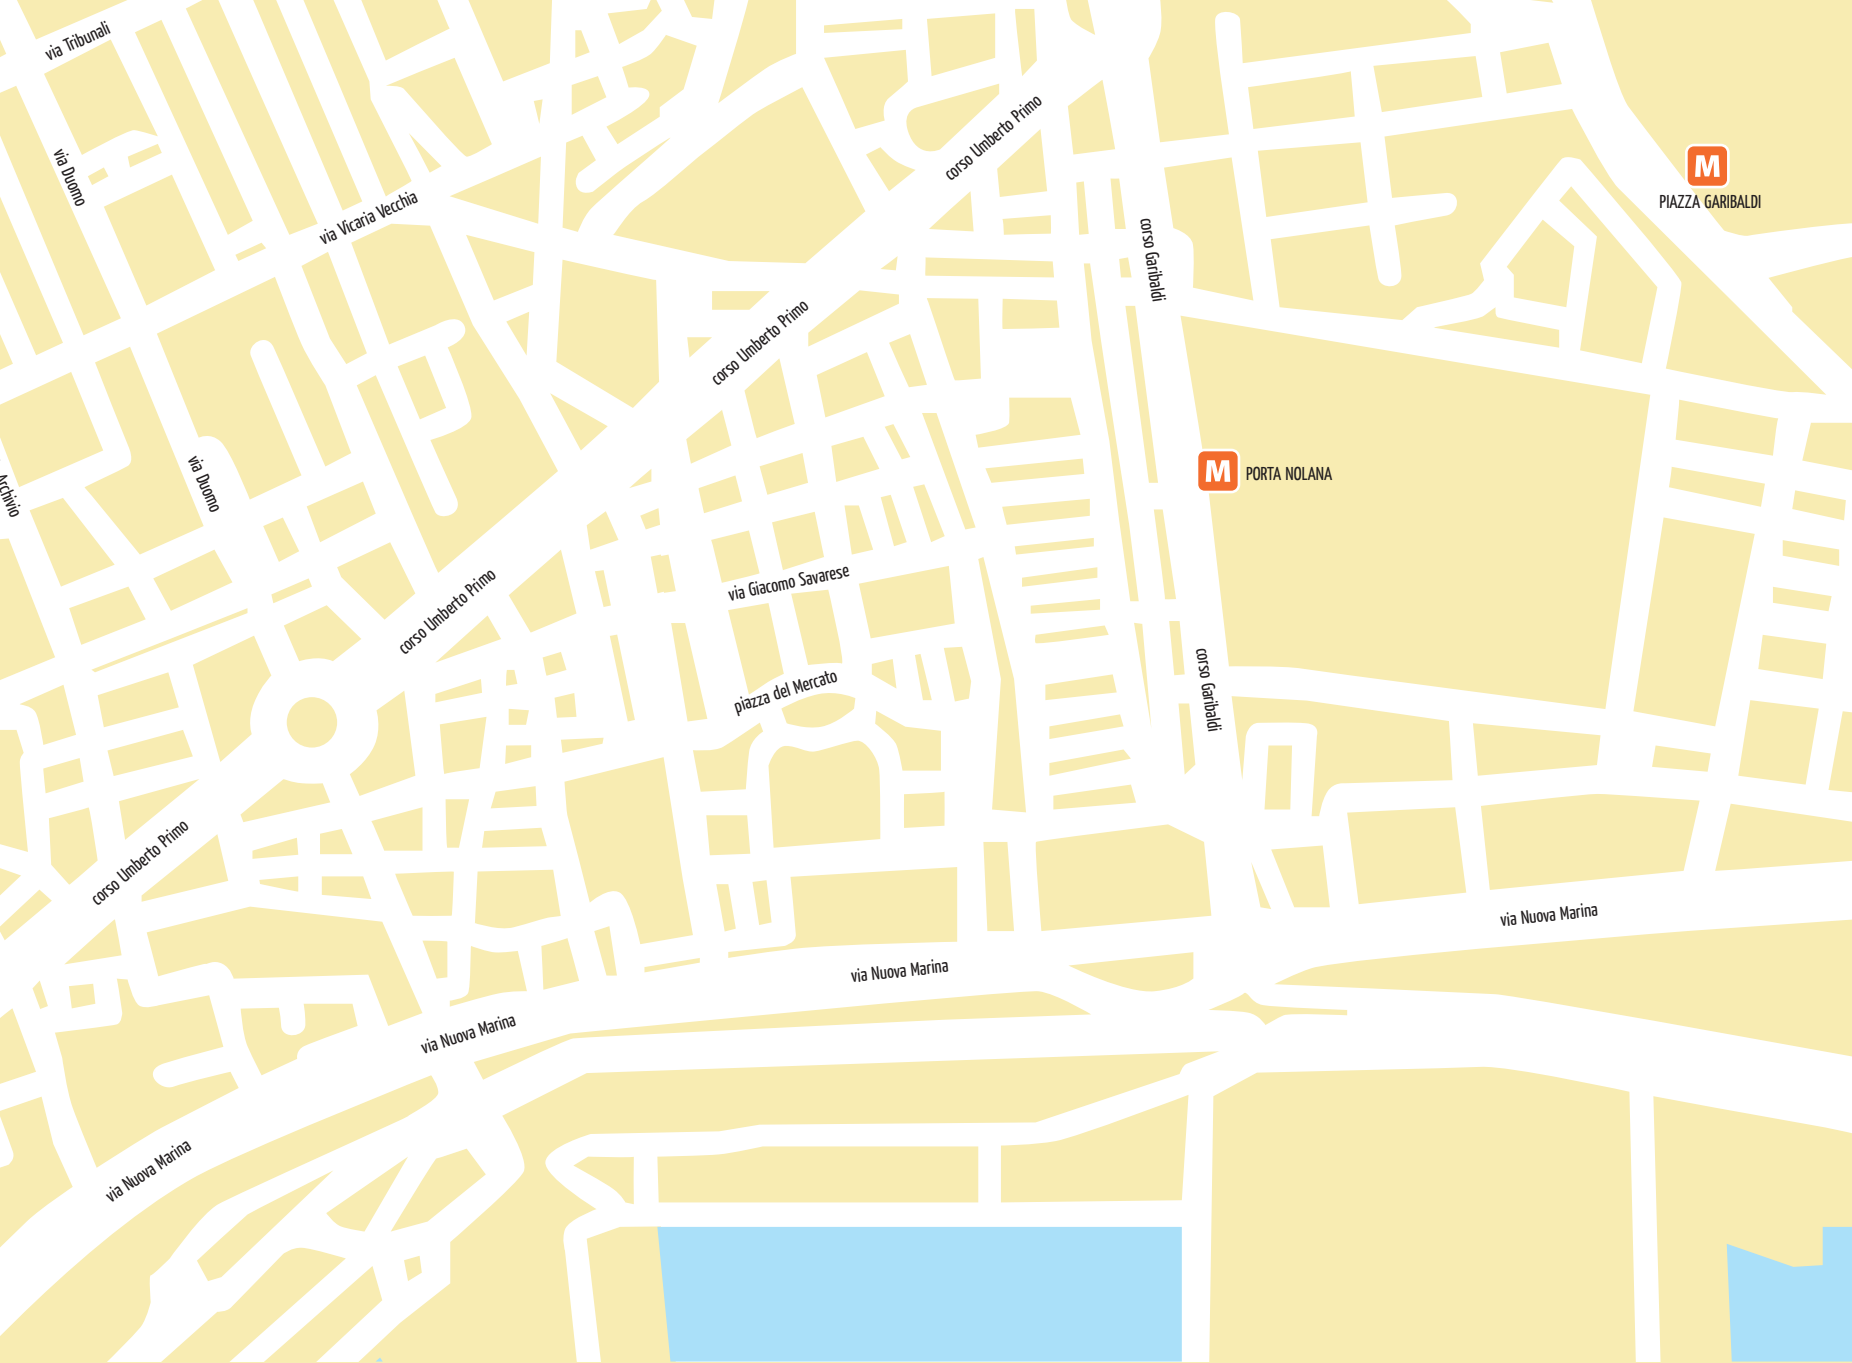 via Tribunali
via Duomo
via Vicaria Vecchia
corso Umberto Primo
M
PIAZZA GARIBALDI
corso Garibaldi
corso Umberto Primo
Archivio
via Duomo
M PORTA NOLANA
corso Umberto Primo
via Giacomo Savarese
piazza del Mercato
corso Garibaldi
corso Umberto Primo
via Nuova Marina
via Nuova Marina
via Nuova Marina
via Nuova Marina